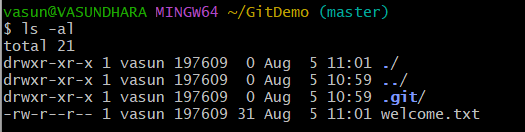 vasun@VASUNDHARA MINGW64 ~/GitDemo (master)
$ ls -al
total 21
drwxr-xr-x 1 vasun 197609  0 Aug  5 11:01 ./
drwxr-xr-x 1 vasun 197609  0 Aug  5 10:59 ../
drwxr-xr-x 1 vasun 197609  0 Aug  5 10:59 .git/
-rw-r--r-- 1 vasun 197609 31 Aug  5 11:01 welcome.txt